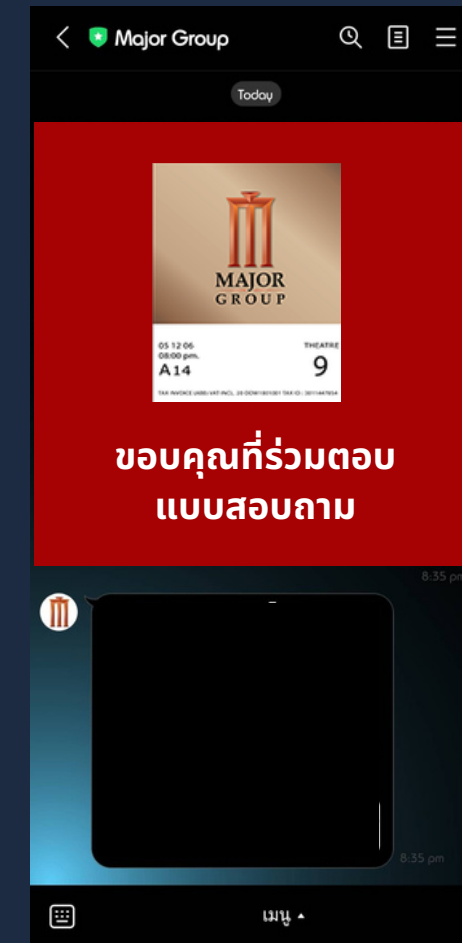 Major Group
Today
MAJOR
GROUP
05 12 06
08:00 pm.
A14
THEATRE
9
ขอบคุณที่ร่วมตอบ
แบบสอบถาม
8:35 pm
8:35 pm
เมนู